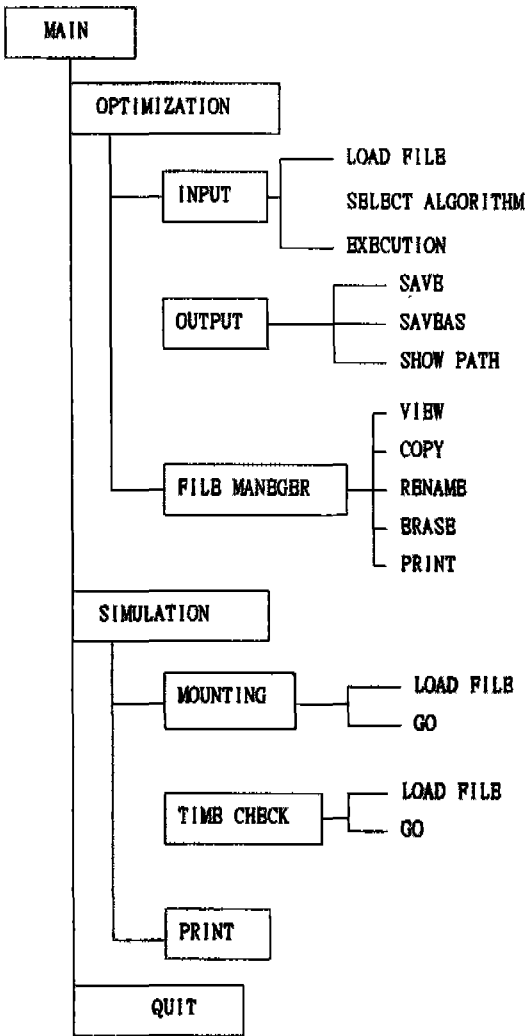 MAIN
OPTIMIZATION
INPUT
LOAD FILE
SELECT ALGORITHM
EXECUTION
OUTPUT
SAVE
SAVEAS
SHOW PATH
FILE MANEGER
VIEW
COPY
RENAME
ERASE
PRINT
SIMULATION
MOUNTING
LOAD FILE
GO
TIME CHECK
LOAD FILE
GO
PRINT
QUIT